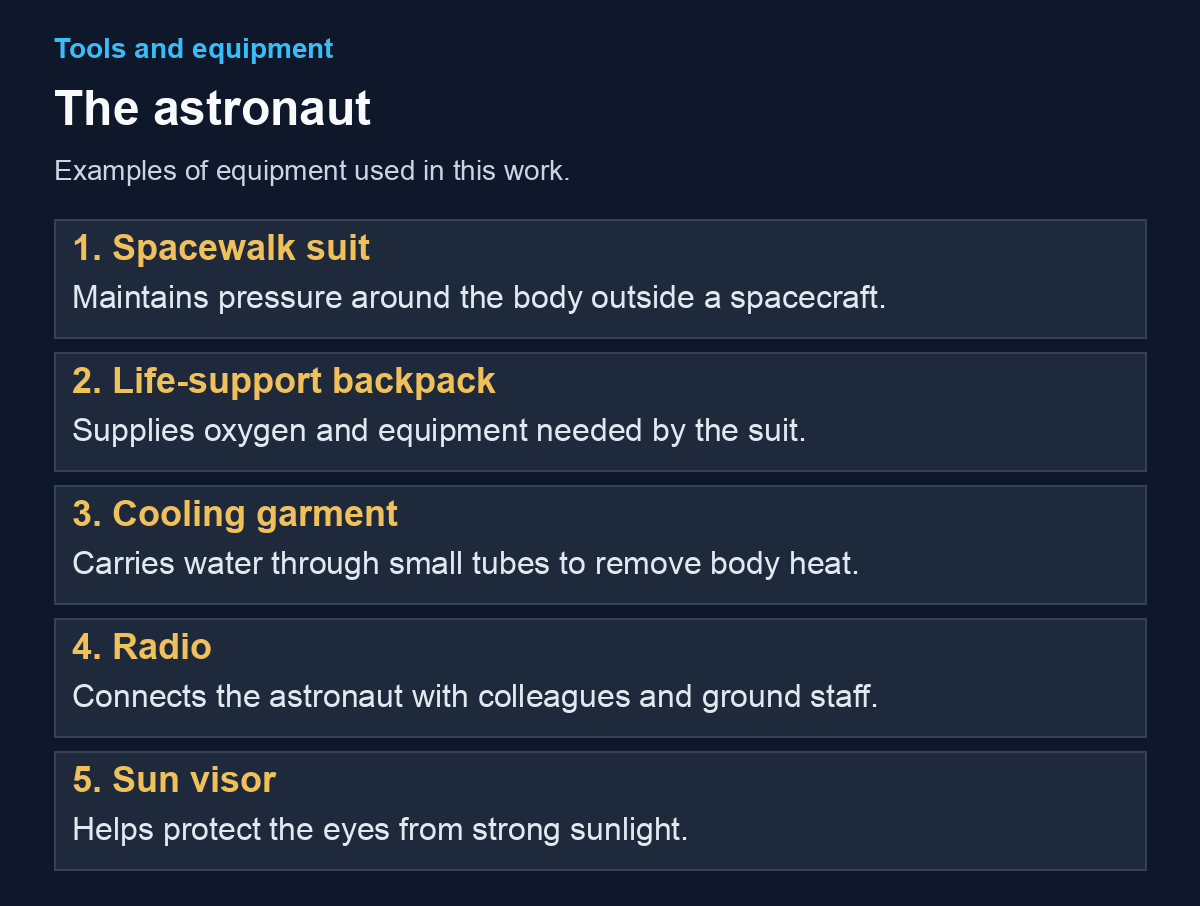 Tools and equipment
The astronaut
Examples of equipment used in this work.
1. Spacewalk suit
Maintains pressure around the body outside a spacecraft.
2. Life-support backpack
Supplies oxygen and equipment needed by the suit.
3. Cooling garment
Carries water through small tubes to remove body heat.
4. Radio
Connects the astronaut with colleagues and ground staff.
5. Sun visor
Helps protect the eyes from strong sunlight.